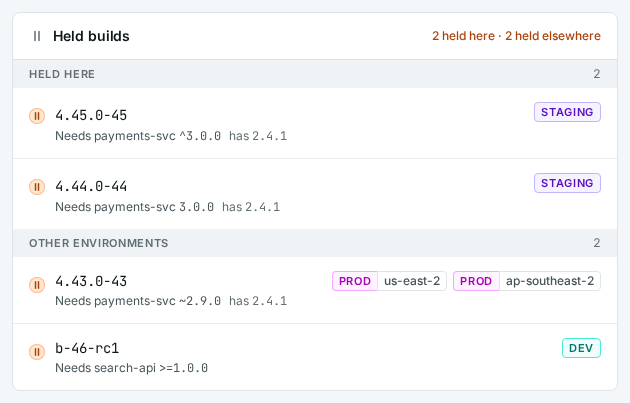 Held builds 2 held here · 2 held elsewhere
HELD HERE 2
4.45.0-45 STAGING
Needs payments-svc ^3.0.0 has 2.4.1
4.44.0-44 STAGING
Needs payments-svc 3.0.0 has 2.4.1
OTHER ENVIRONMENTS 2
4.43.0-43 PROD us-east-2 PROD ap-southeast-2
Needs payments-svc ~2.9.0 has 2.4.1
b-46-rc1 DEV
Needs search-api >=1.0.0